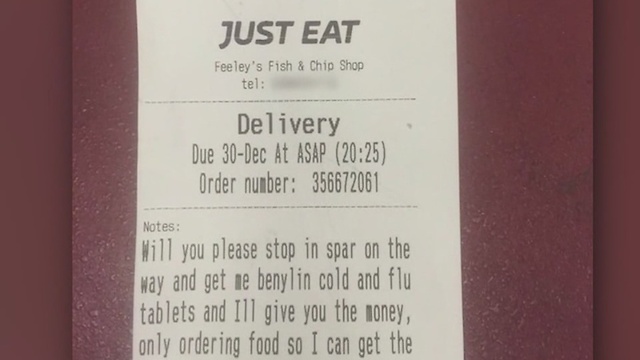 JUST EAT
Feeley's Fish & Chip Shop
tel:
Delivery
Due 30-Dec At ASAP (20:25)
Order number: 356672061
Notes:
Will you please stop in spar on the
way and get me benylin cold and flu
tablets and Ill give you the money,
only ordering food so I can get the